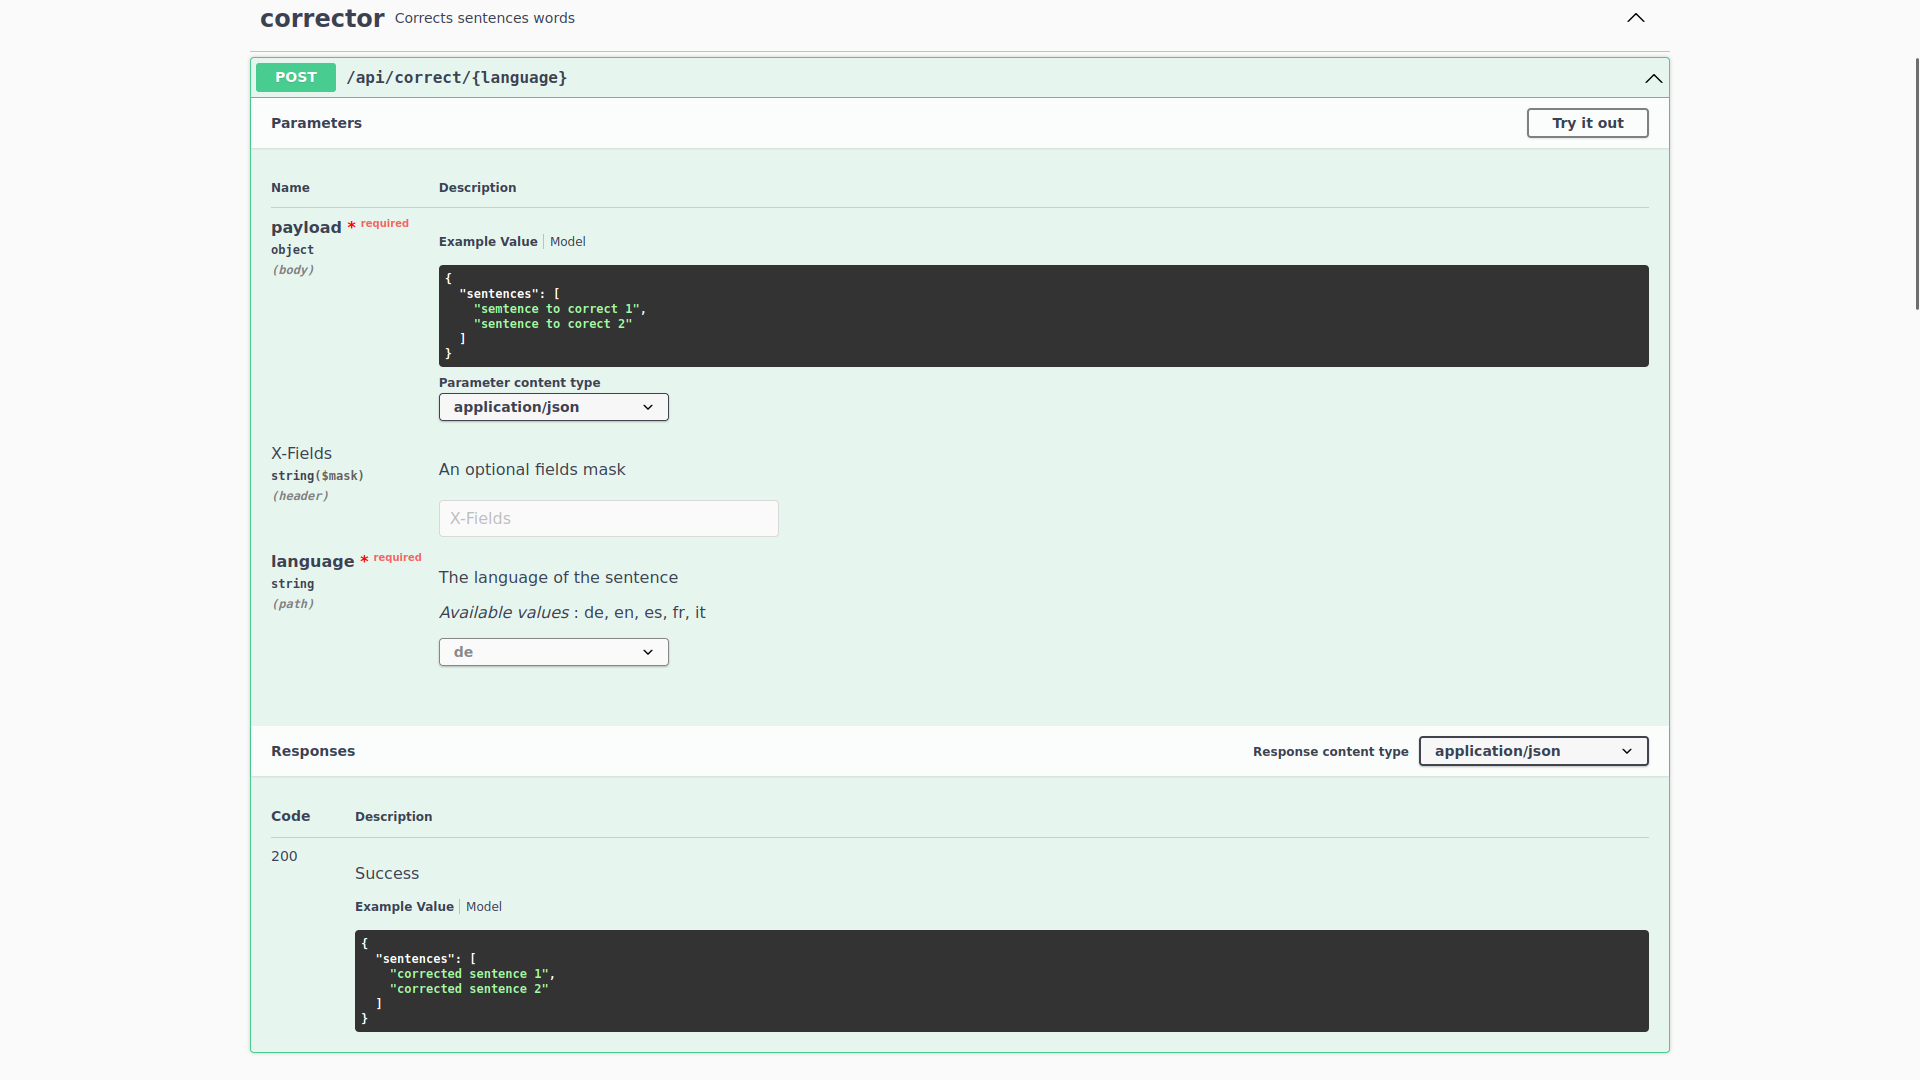 corrector Corrects sentences words
POST /api/correct/{language}
Parameters Try it out
Name Description
payload * required
object
(body)
Example Value Model
{
  "sentences": [
    "semtence to correct 1",
    "sentence to corect 2"
  ]
}
Parameter content type
application/json
X-Fields
string($mask)
(header)
An optional fields mask
X-Fields
language * required
string
(path)
The language of the sentence
Available values : de, en, es, fr, it
de
Responses Response content type application/json
Code Description
200
Success
Example Value Model
{
  "sentences": [
    "corrected sentence 1",
    "corrected sentence 2"
  ]
}